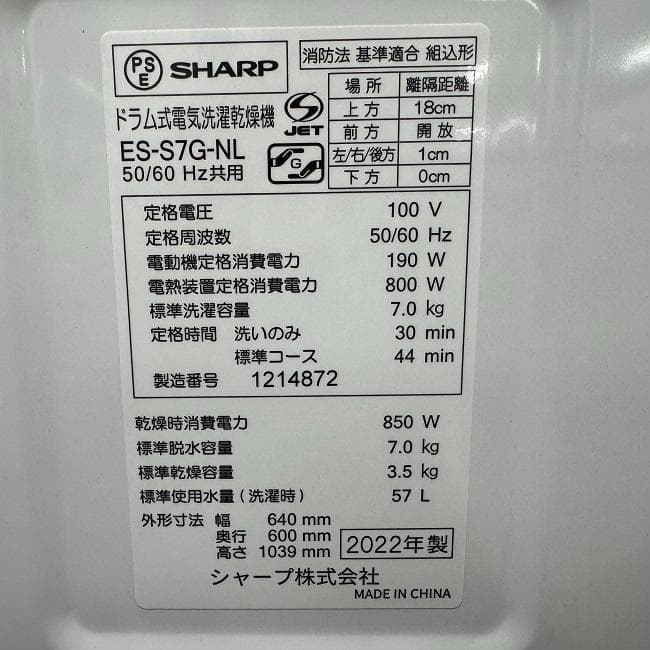 PSE SHARP
消防法 基準適合 組込形
場所 離隔距離
上方 18cm
前方 開放
左/右/後方 1cm
下方 0cm
ドラム式電気洗濯乾燥機
S JET
ES-S7G-NL
G
50/60 Hz共用
定格電圧 100 V
定格周波数 50/60 Hz
電動機定格消費電力 190 W
電熱装置定格消費電力 800 W
標準洗濯容量 7.0 kg
定格時間 洗いのみ 30 min
標準コース 44 min
製造番号 1214872
乾燥時消費電力 850 W
標準脱水容量 7.0 kg
標準乾燥容量 3.5 kg
標準使用水量(洗濯時) 57 L
外形寸法 幅 640 mm
奥行 600 mm
高さ 1039 mm
2022年製
シャープ株式会社
MADE IN CHINA